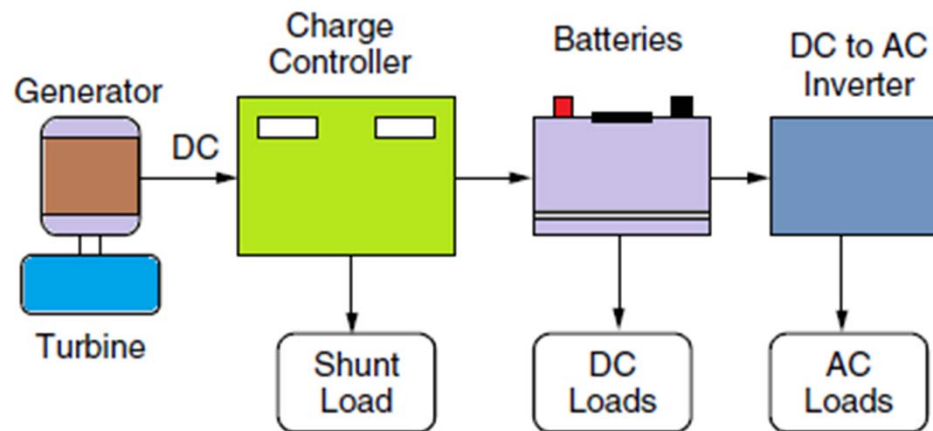 Generator
Turbine
DC
Charge
Controller
Shunt
Load
Batteries
DC
Loads
DC to AC
Inverter
AC
Loads